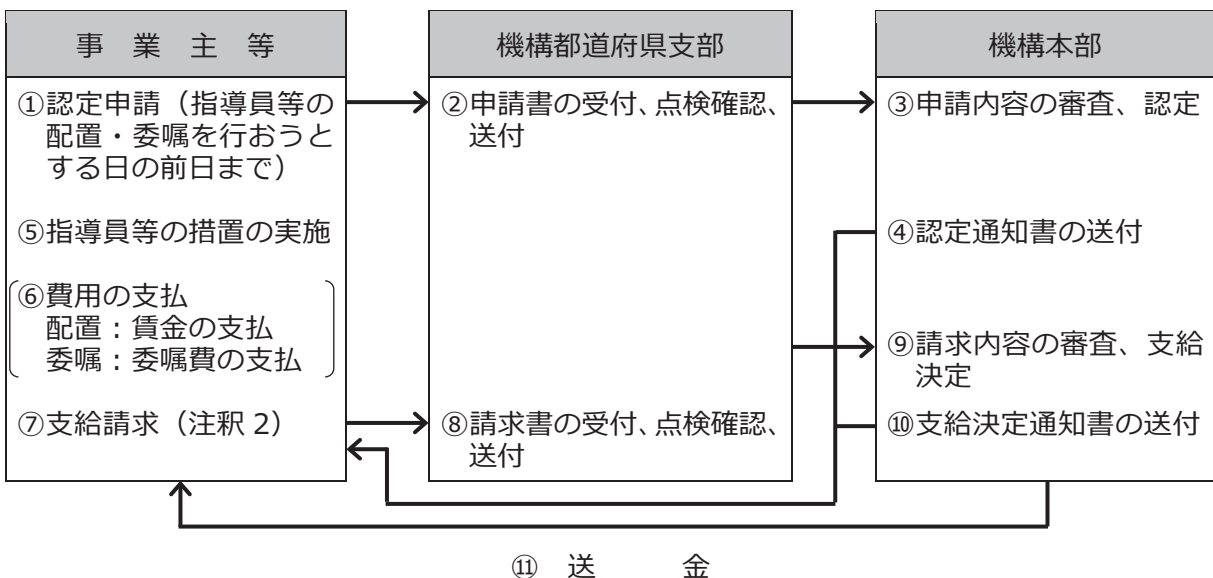 事業主等
①認定申請（指導員等の
配置・委嘱を行おうと
する日の前日まで）
⑤指導員等の措置の実施
⑥費用の支払
配置：賃金の支払
委嘱：委嘱費の支払
⑦支給請求（注釈２）
機構都道府県支部
②申請書の受付、点検確認、
送付
⑧請求書の受付、点検確認、
送付
機構本部
③申請内容の審査、認定
④認定通知書の送付
⑨請求内容の審査、支給
決定
⑩支給決定通知書の送付
⑪ 送 金